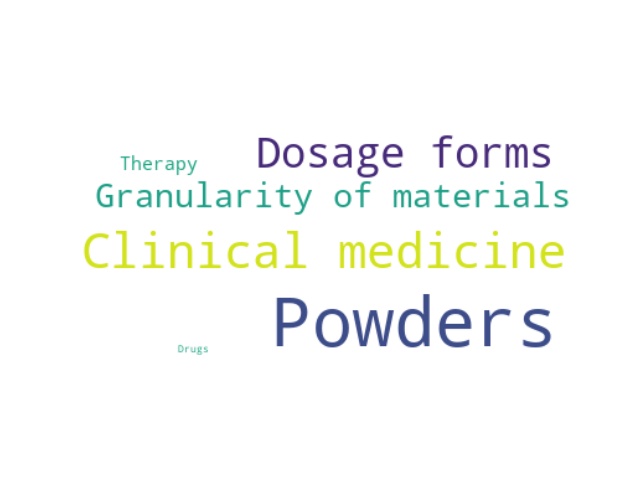 Dosage forms
Therapy
Granularity of materials
Clinical medicine
Powders
Drugs